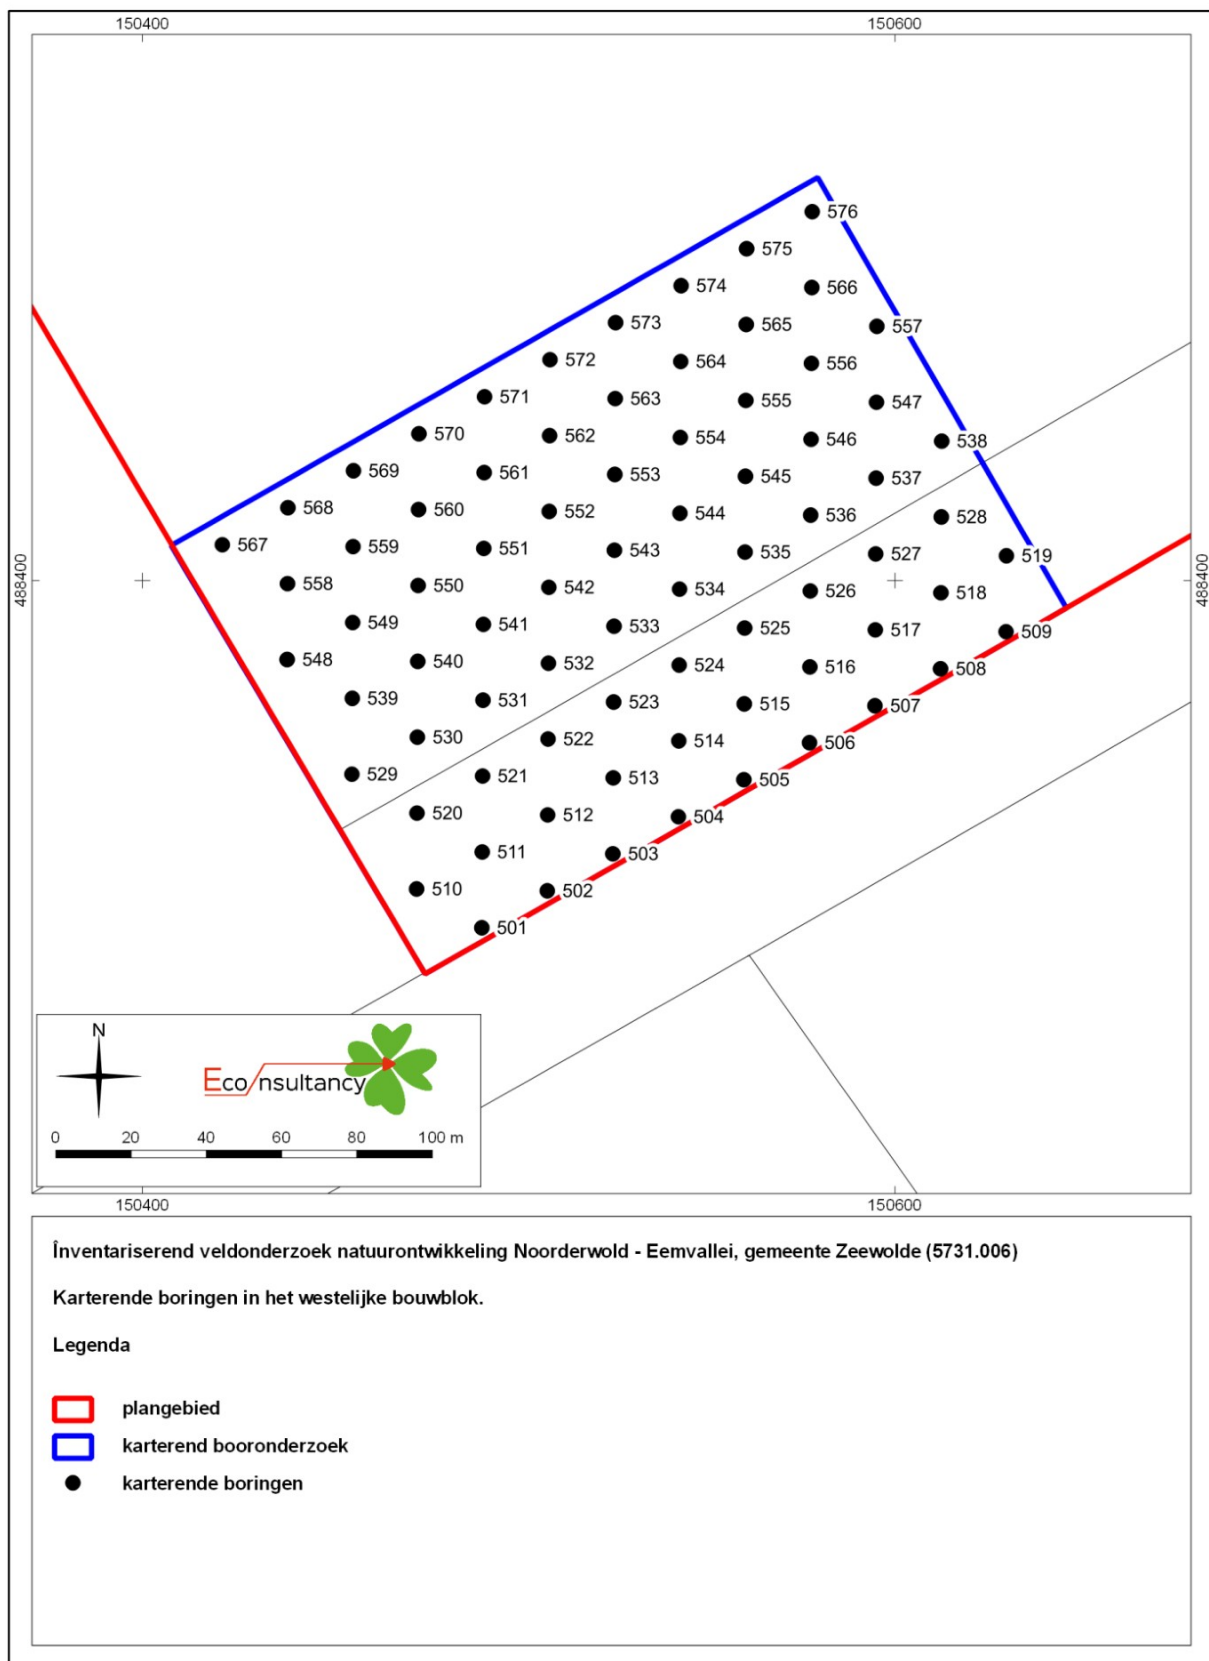 150400 150600
576
575
574 566
573 565 557
572 564 556
571 563 555 547
570 562 554 546 538
569 561 553 545 537
568 560 552 544 536 528
567 559 551 543 535 527 519
488400 558 550 542 534 526 518 488400
549 541 533 525 517 509
548 540 532 524 516 508
539 531 523 515 507
530 522 514 506
529 521 513 505
520 512 504
511 503
510 502
501
N
Econsultancy
0 20 40 60 80 100 m
150400 150600
Înventariserend veldonderzoek natuurontwikkeling Noorderwold - Eemvallei, gemeente Zeewolde (5731.006)
Karterende boringen in het westelijke bouwblok.
Legenda
plangebied
karterend booronderzoek
karterende boringen